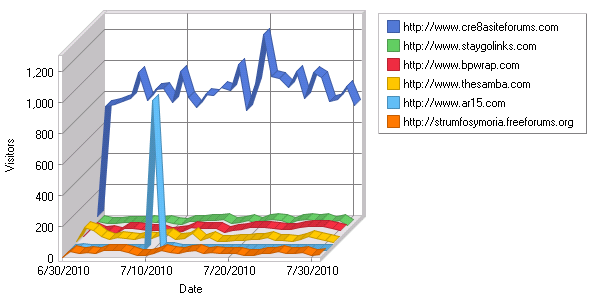 http://www.cre8asiteforums.com
http://www.staygolinks.com
http://www.bpwrap.com
http://www.thesamba.com
http://www.ar15.com
http://strumfosymoria.freeforums.org
1,200
1,000
800
600
400
200
0
Visitors
6/30/2010 7/10/2010 7/20/2010 7/30/2010
Date